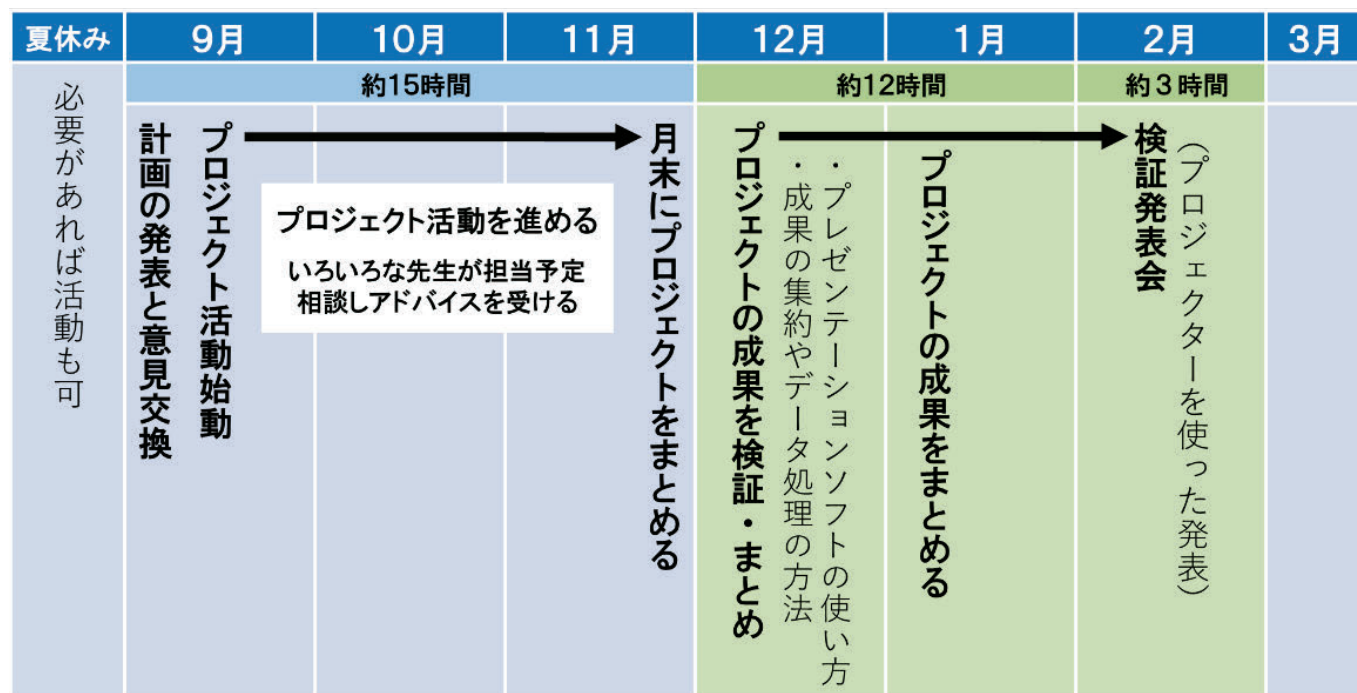 夏休み
9月
10月
11月
12月
1月
2月
3月
約15時間
約12時間
約3時間
必要があれば活動も可
計画の発表と意見交換
プロジェクト活動始動
プロジェクト活動を進める
いろいろな先生が担当予定
相談しアドバイスを受ける
月末にプロジェクトをまとめる
プロジェクトの成果を検証・まとめ
・プレゼンテーションソフトの使い方
・成果の集約やデータ処理の方法
プロジェクトの成果をまとめる
検証発表会
(プロジェクターを使った発表)